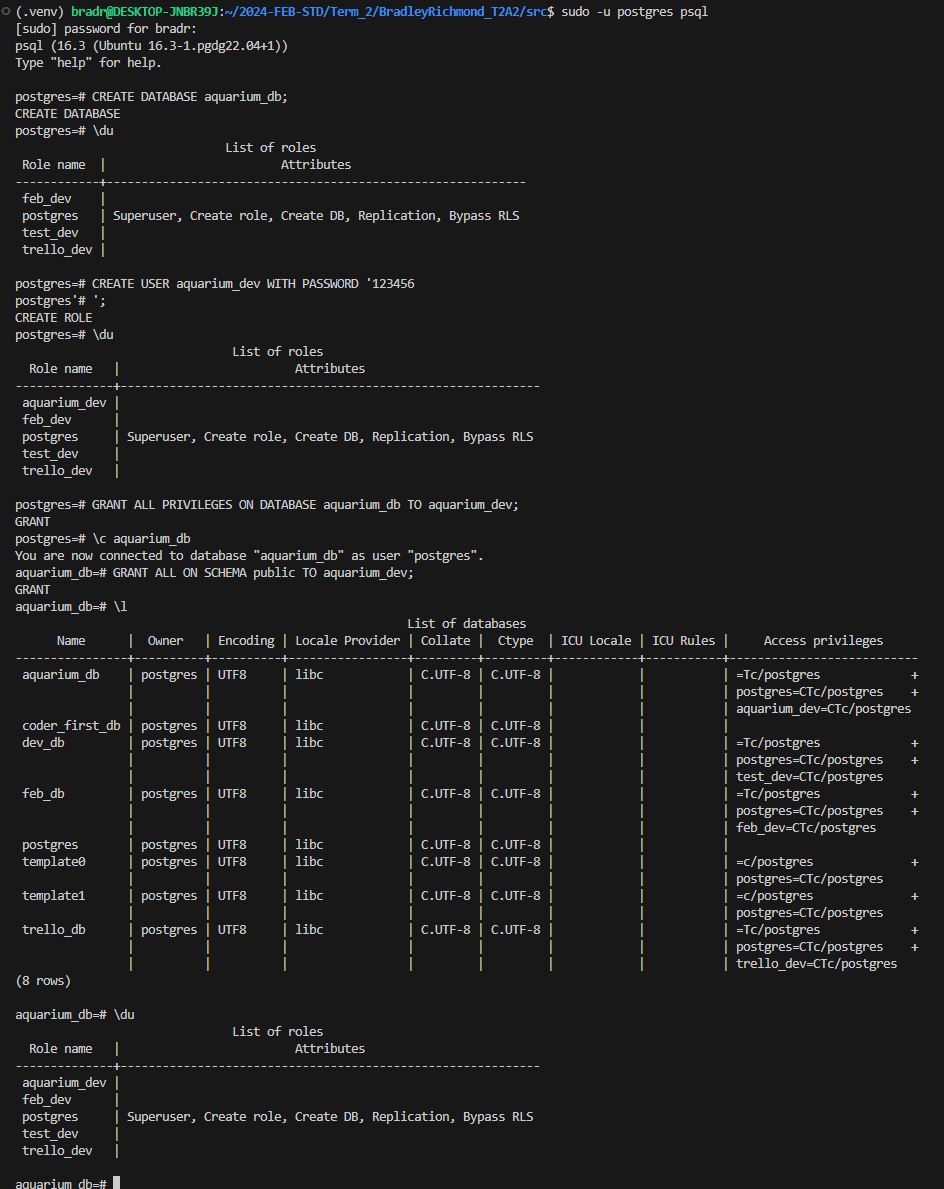 (.venv) bradr@DESKTOP-JNBR39J:~/2024-FEB-STD/Term_2/BradleyRichmond_T2A2/src$ sudo -u postgres psql
[sudo] password for bradr:
psql (16.3 (Ubuntu 16.3-1.pgdg22.04+1))
Type "help" for help.

postgres=# CREATE DATABASE aquarium_db;
CREATE DATABASE
postgres=# \du
                              List of roles
 Role name  |                         Attributes
------------+------------------------------------------------------------
 feb_dev    |
 postgres   | Superuser, Create role, Create DB, Replication, Bypass RLS
 test_dev   |
 trello_dev |

postgres=# CREATE USER aquarium_dev WITH PASSWORD '123456
postgres'# ';
CREATE ROLE
postgres=# \du
                               List of roles
  Role name   |                         Attributes
--------------+------------------------------------------------------------
 aquarium_dev |
 feb_dev      |
 postgres     | Superuser, Create role, Create DB, Replication, Bypass RLS
 test_dev     |
 trello_dev   |

postgres=# GRANT ALL PRIVILEGES ON DATABASE aquarium_db TO aquarium_dev;
GRANT
postgres=# \c aquarium_db
You are now connected to database "aquarium_db" as user "postgres".
aquarium_db=# GRANT ALL ON SCHEMA public TO aquarium_dev;
GRANT
aquarium_db=# \l
                                                        List of databases
      Name      |  Owner   | Encoding | Locale Provider | Collate |  Ctype  | ICU Locale | ICU Rules |     Access privileges
----------------+----------+----------+-----------------+---------+---------+------------+-----------+---------------------------
 aquarium_db    | postgres | UTF8     | libc            | C.UTF-8 | C.UTF-8 |            |           | =Tc/postgres             +
                |          |          |                 |         |         |            |           | postgres=CTc/postgres    +
                |          |          |                 |         |         |            |           | aquarium_dev=CTc/postgres
 coder_first_db | postgres | UTF8     | libc            | C.UTF-8 | C.UTF-8 |            |           |
 dev_db         | postgres | UTF8     | libc            | C.UTF-8 | C.UTF-8 |            |           | =Tc/postgres             +
                |          |          |                 |         |         |            |           | postgres=CTc/postgres    +
                |          |          |                 |         |         |            |           | test_dev=CTc/postgres
 feb_db         | postgres | UTF8     | libc            | C.UTF-8 | C.UTF-8 |            |           | =Tc/postgres             +
                |          |          |                 |         |         |            |           | postgres=CTc/postgres    +
                |          |          |                 |         |         |            |           | feb_dev=CTc/postgres
 postgres       | postgres | UTF8     | libc            | C.UTF-8 | C.UTF-8 |            |           |
 template0      | postgres | UTF8     | libc            | C.UTF-8 | C.UTF-8 |            |           | =c/postgres              +
                |          |          |                 |         |         |            |           | postgres=CTc/postgres
 template1      | postgres | UTF8     | libc            | C.UTF-8 | C.UTF-8 |            |           | =c/postgres              +
                |          |          |                 |         |         |            |           | postgres=CTc/postgres
 trello_db      | postgres | UTF8     | libc            | C.UTF-8 | C.UTF-8 |            |           | =Tc/postgres             +
                |          |          |                 |         |         |            |           | postgres=CTc/postgres    +
                |          |          |                 |         |         |            |           | trello_dev=CTc/postgres
(8 rows)

aquarium_db=# \du
                               List of roles
  Role name   |                         Attributes
--------------+------------------------------------------------------------
 aquarium_dev |
 feb_dev      |
 postgres     | Superuser, Create role, Create DB, Replication, Bypass RLS
 test_dev     |
 trello_dev   |

aquarium_db=#